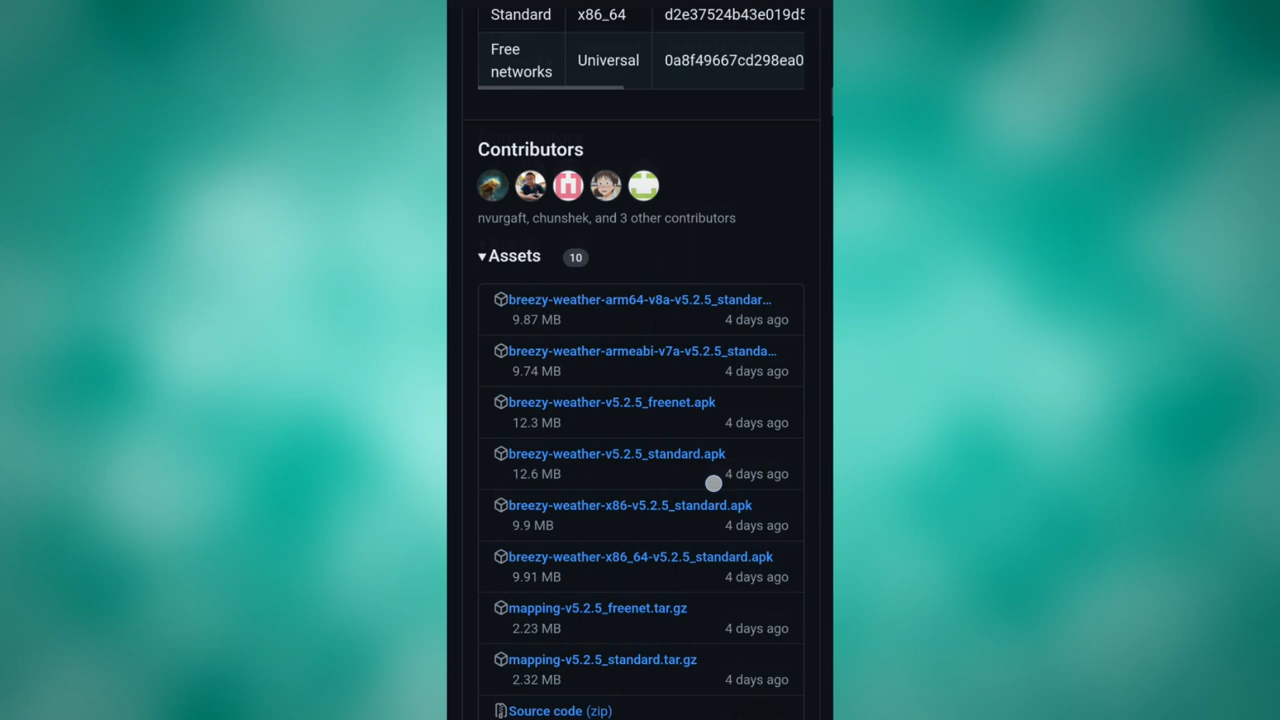 Standard x86_64 d2e37524b43e019d5
Free
networks Universal 0a8f49667cd298ea0
Contributors
nvurgaft, chunshek, and 3 other contributors
Assets 10
breezy-weather-arm64-v8a-v5.2.5_standar...
9.87 MB 4 days ago
breezy-weather-armeabi-v7a-v5.2.5_standa...
9.74 MB 4 days ago
breezy-weather-v5.2.5_freenet.apk
12.3 MB 4 days ago
breezy-weather-v5.2.5_standard.apk
12.6 MB 4 days ago
breezy-weather-x86-v5.2.5_standard.apk
9.9 MB 4 days ago
breezy-weather-x86_64-v5.2.5_standard.apk
9.91 MB 4 days ago
mapping-v5.2.5_freenet.tar.gz
2.23 MB 4 days ago
mapping-v5.2.5_standard.tar.gz
2.32 MB 4 days ago
Source code (zip)